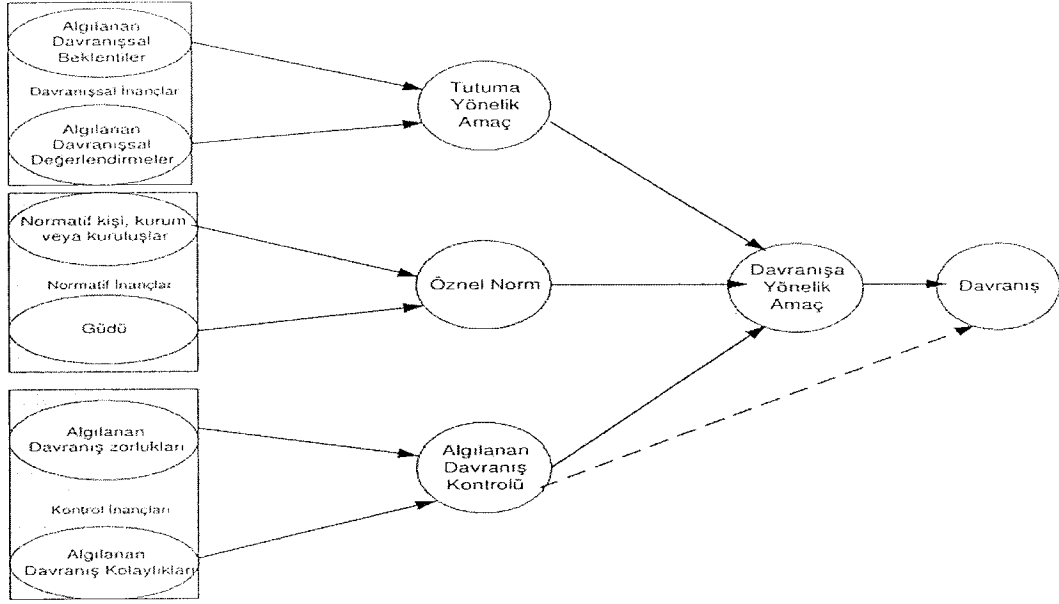 Algılanan
Davranışsal
Beklentiler
Davranışsal İnançlar
Algılanan
Davranışsal
Değerlendirmeler
Tutuma
Yönelik
Amaç
Normatif kişi, kurum
veya kuruluşlar
Normatif İnançlar
Güdü
Öznel Norm
Davranışa
Yönelik
Amaç
Davranış
Algılanan
Davranış zorlukları
Kontrol İnançları
Algılanan
Davranış Kolaylıkları
Algılanan
Davranış
Kontrolü